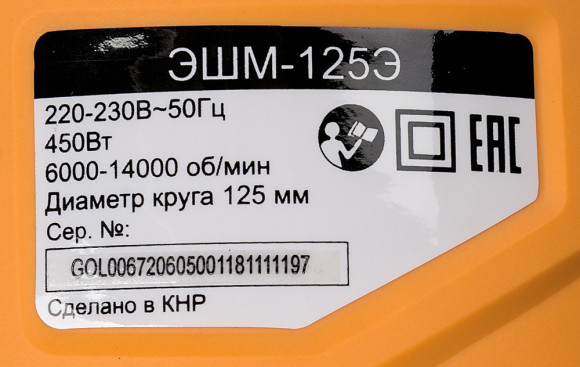 ЭШМ-125Э
220-230В~50Гц
450Вт
6000-14000 об/мин
Диаметр круга 125 мм
Сер. №:
GOL006720605001181111197
Сделано в КНР
EAC